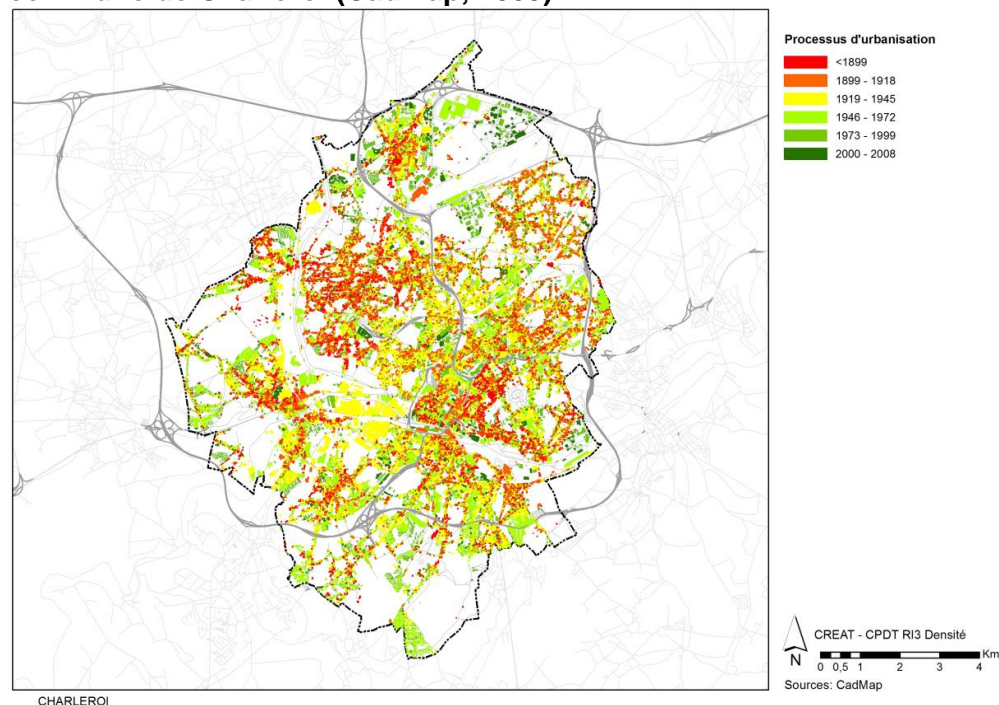 Processus d'urbanisation
<1899
1899 - 1918
1919 - 1945
1946 - 1972
1973 - 1999
2000 - 2008
N
CREAT - CPDT RI3 Densité
Km
0 0,5 1 2 3 4
Sources: CadMap
CHARLEROI